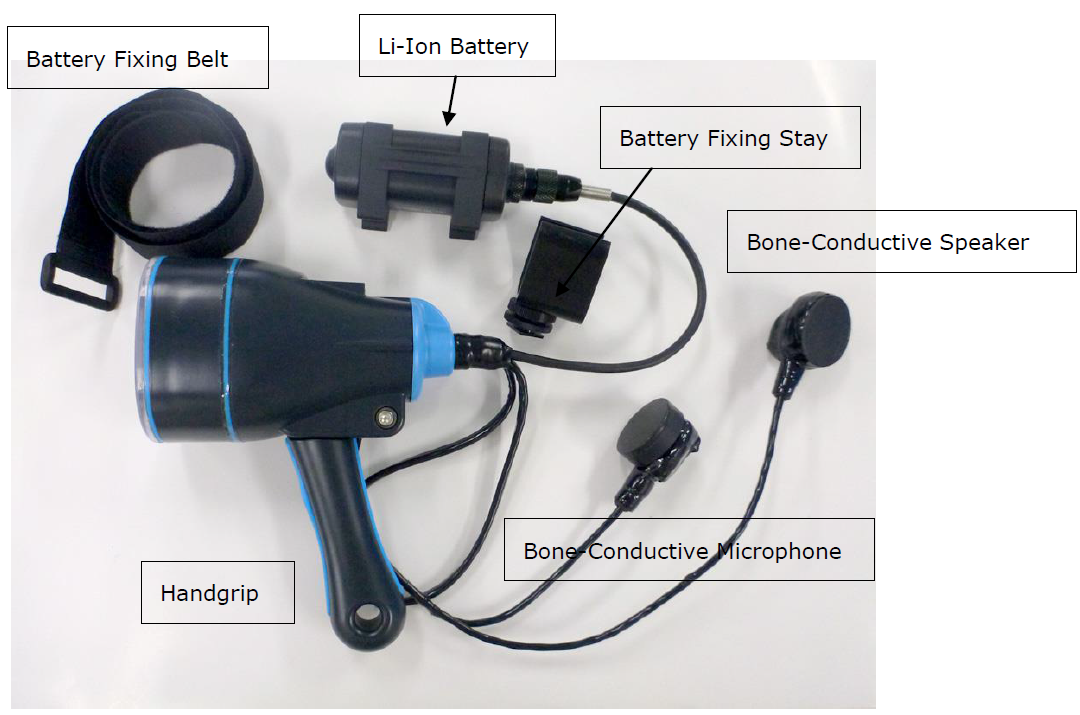 Li-Ion Battery
Battery Fixing Belt
Battery Fixing Stay
Bone-Conductive Speaker
Bone-Conductive Microphone
Handgrip